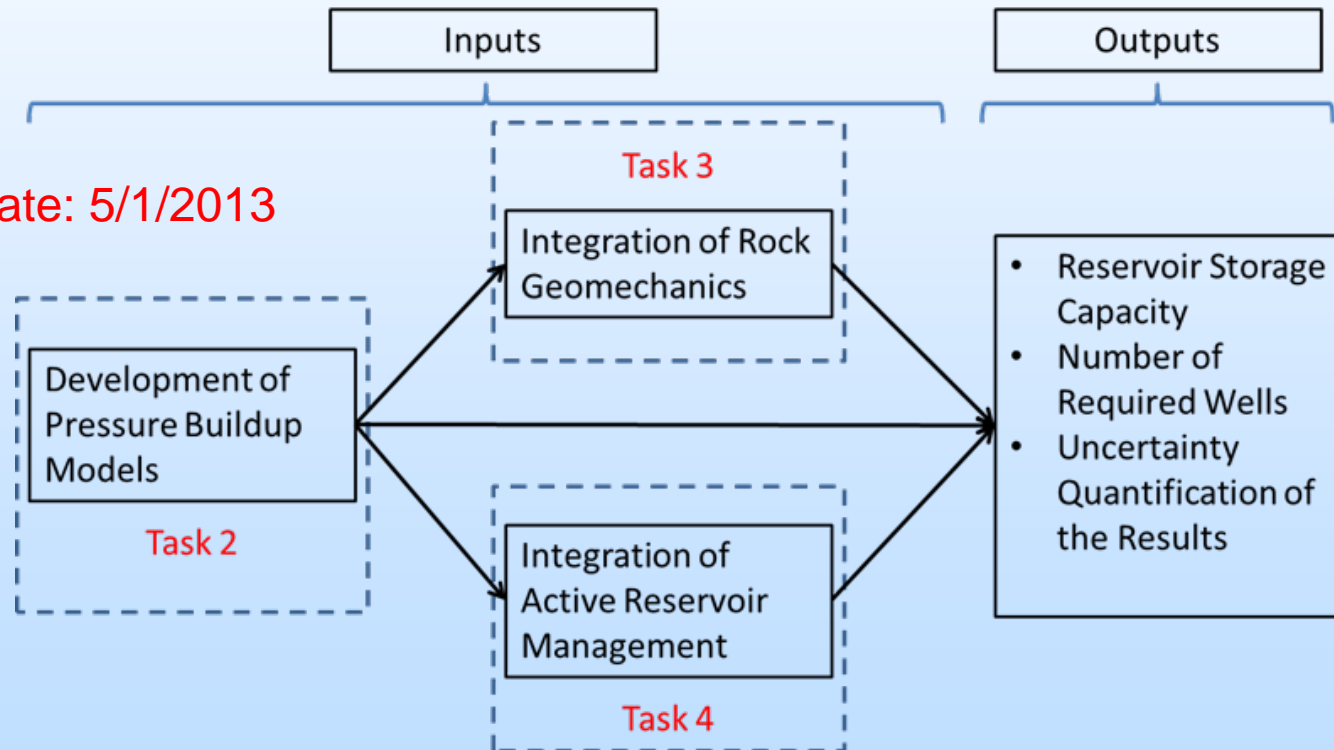 Inputs
Outputs
Task 3
ate: 5/1/2013
Integration of Rock
Geomechanics
• Reservoir Storage
Capacity
• Number of
Required Wells
• Uncertainty
Quantification of
the Results
Development of
Pressure Buildup
Models
Task 2
Integration of
Active Reservoir
Management
Task 4